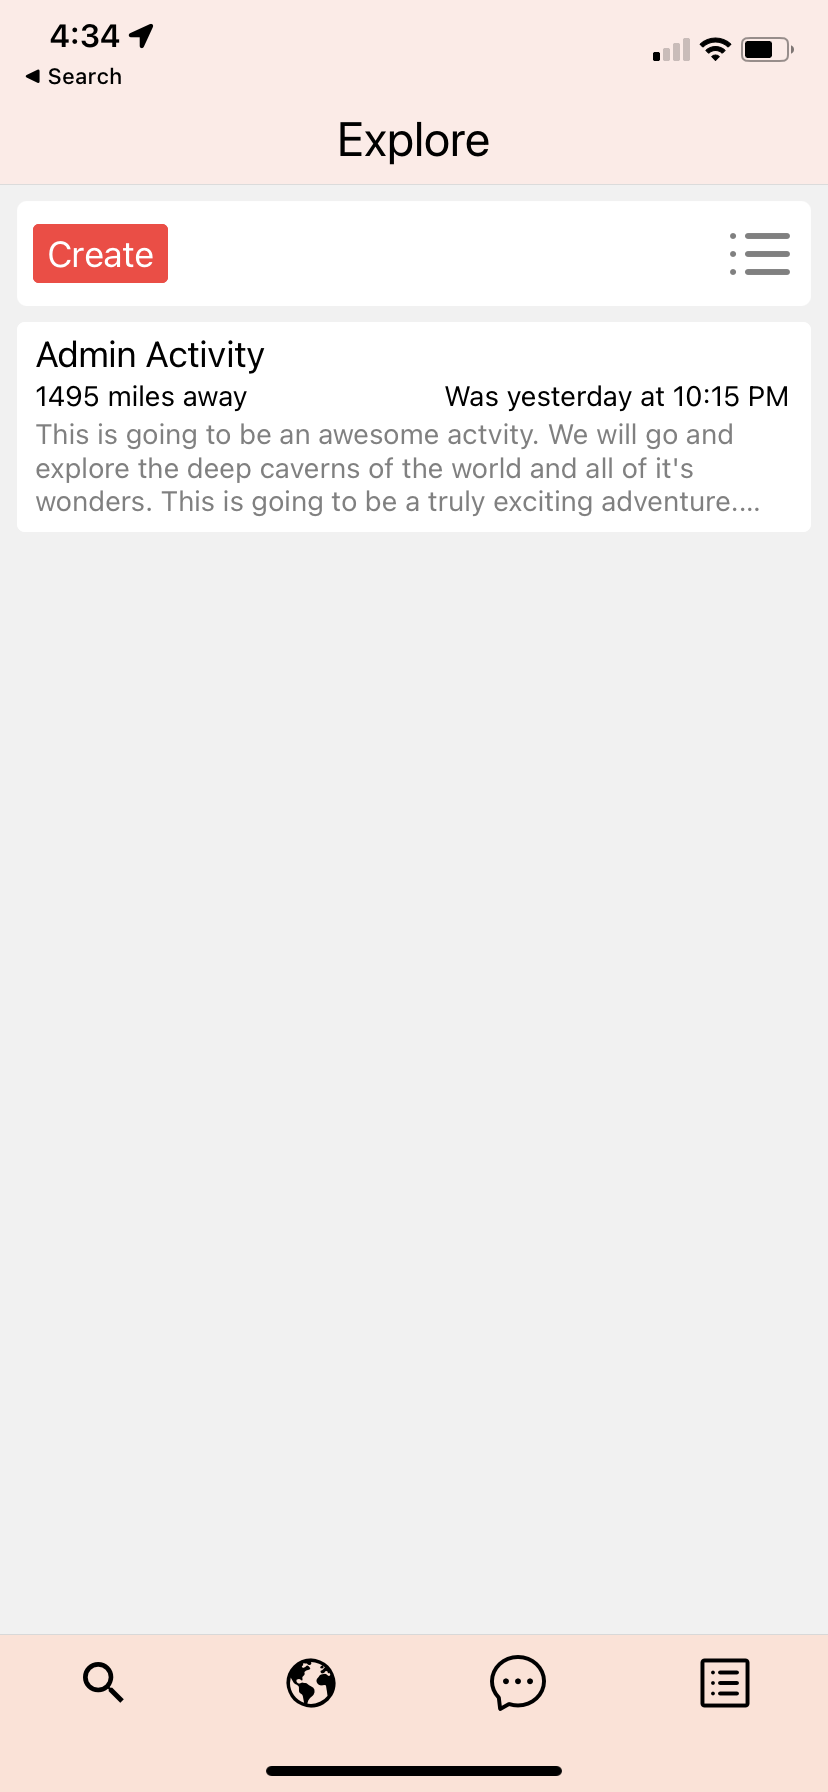 4:34
Search
Explore
Create
Admin Activity
1495 miles away Was yesterday at 10:15 PM
This is going to be an awesome actvity. We will go and
explore the deep caverns of the world and all of it's
wonders. This is going to be a truly exciting adventure....